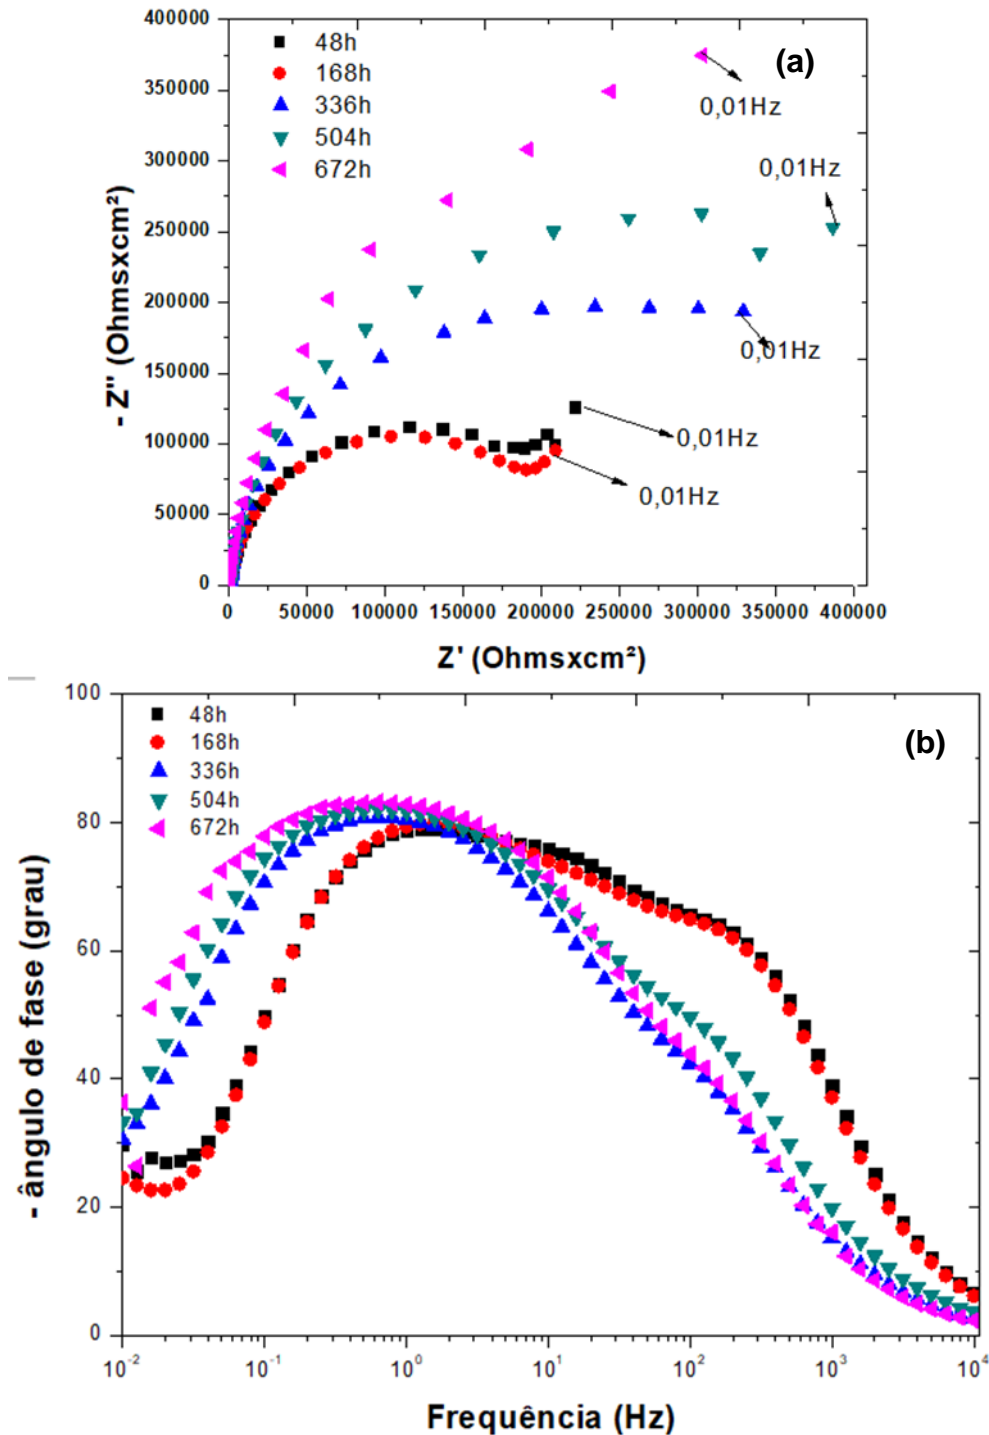 400000
350000
300000
250000
200000
150000
100000
50000
0
- Z'' (Ohmsxcm²)
48h
168h
336h
504h
672h
(a)
0,01Hz
0,01Hz
0,01Hz
0,01Hz
0,01Hz
0 50000 100000 150000 200000 250000 300000 350000 400000
Z' (Ohmsxcm²)
100
80
60
40
20
0
- ângulo de fase (grau)
48h
168h
336h
504h
672h
(b)
10⁻² 10⁻¹ 10⁰ 10¹ 10² 10³ 10⁴
Frequência (Hz)